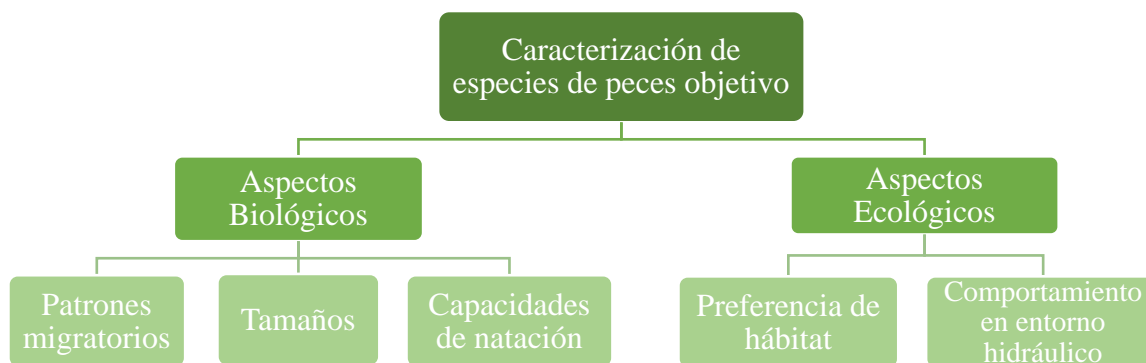 Caracterización de
especies de peces objetivo
Aspectos
Biológicos
Aspectos
Ecológicos
Patrones
migratorios
Tamaños
Capacidades
de natación
Preferencia de
hábitat
Comportamiento
en entorno
hidráulico